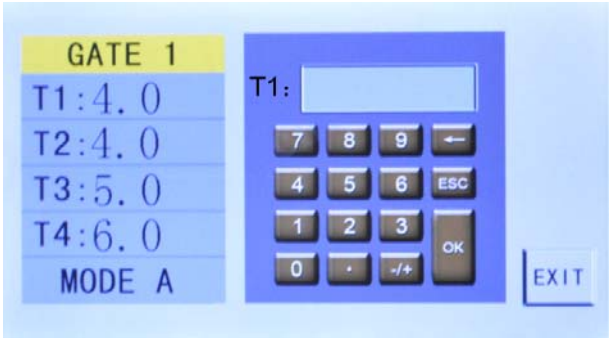 GATE 1
T1:4.0
T2:4.0
T3:5.0
T4:6.0
MODE A
T1:
7 8 9 ←
4 5 6 ESC
1 2 3
OK
0 . -/+
EXIT